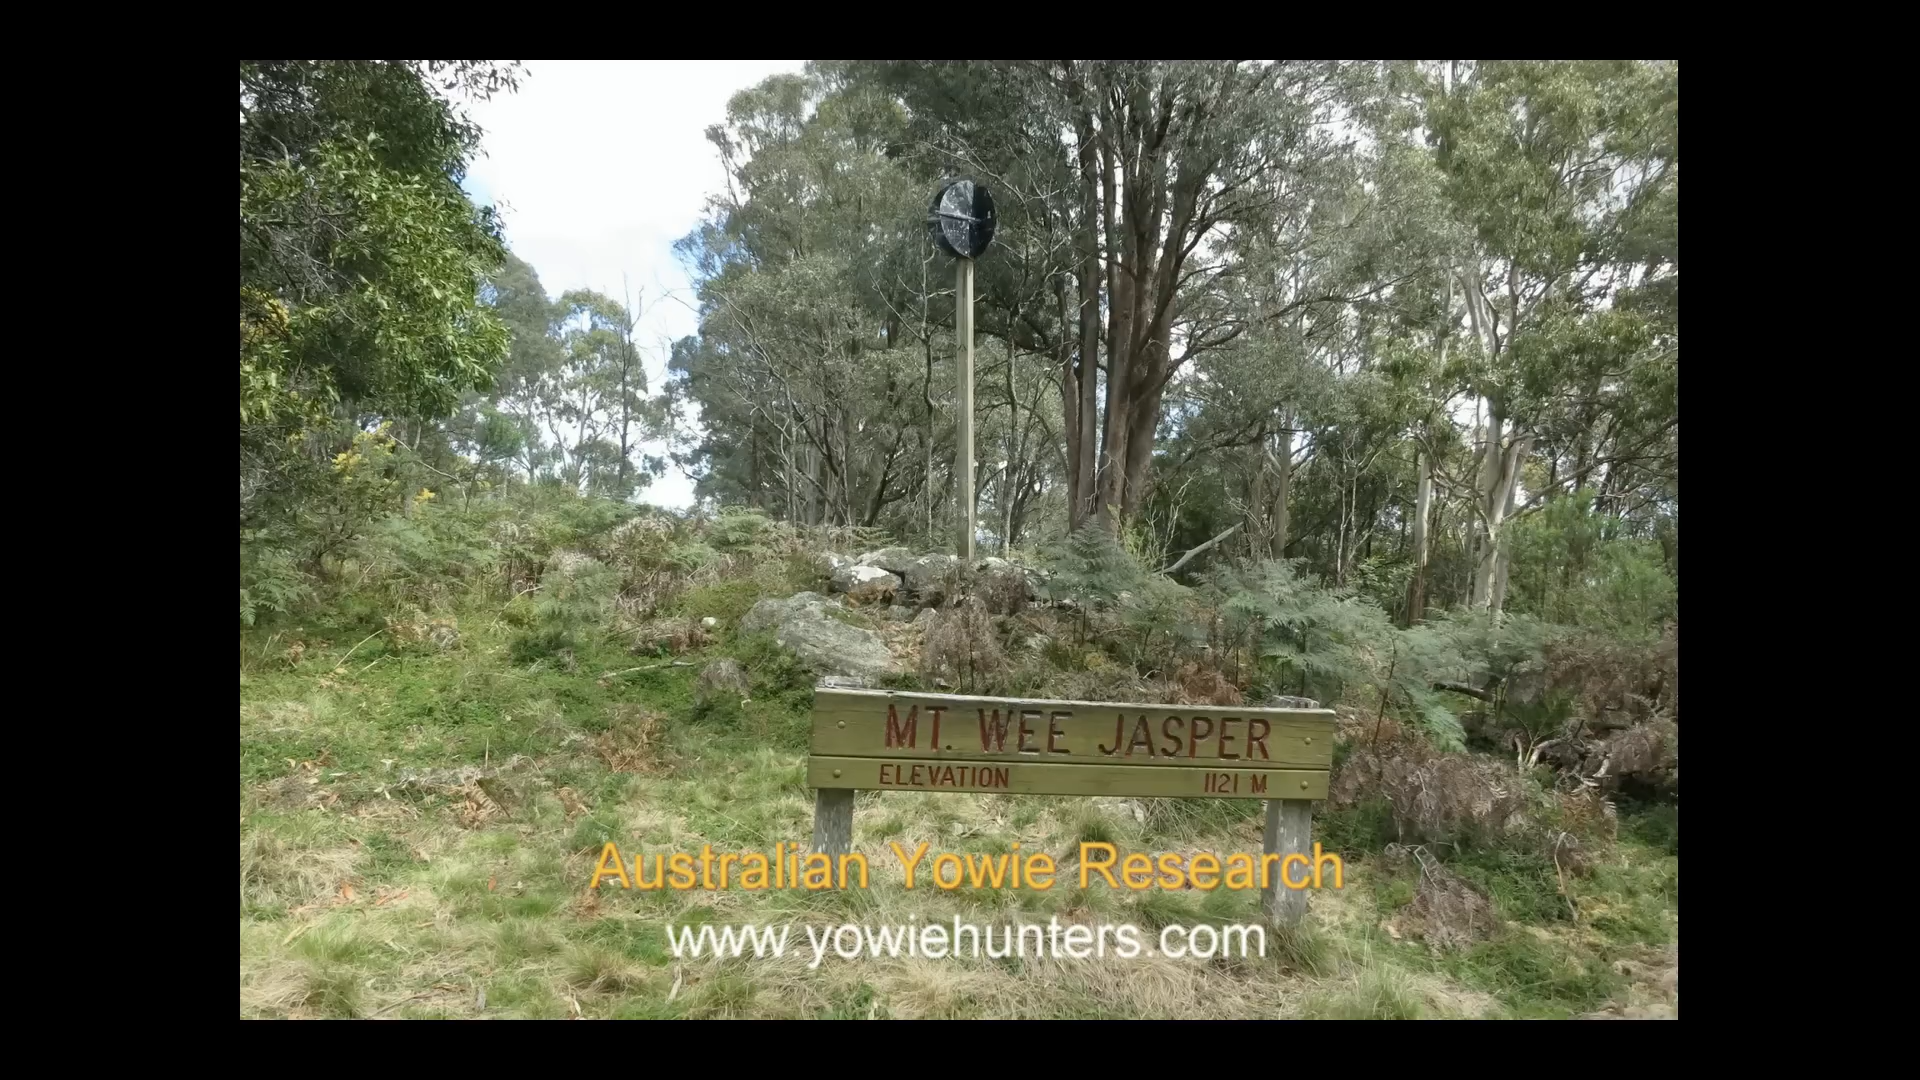 MT. WEE JASPER
ELEVATION 1121 M
Australian Yowie Research
www.yowiehunters.com